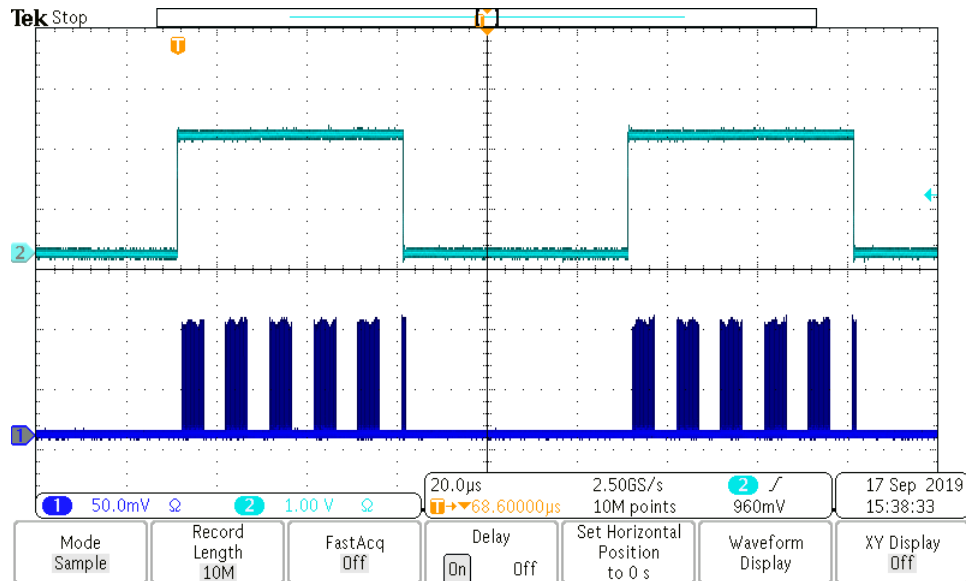 Tek Stop
T
T
2
1
1 50.0mV Ω 2 1.00 V Ω
20.0µs 2.50GS/s 2
T→▼68.60000µs 10M points 960mV
17 Sep 2019
15:38:33
Mode
Sample
Record
Length
10M
FastAcq
Off
Delay
On Off
Set Horizontal
Position
to 0 s
Waveform
Display
XY Display
Off